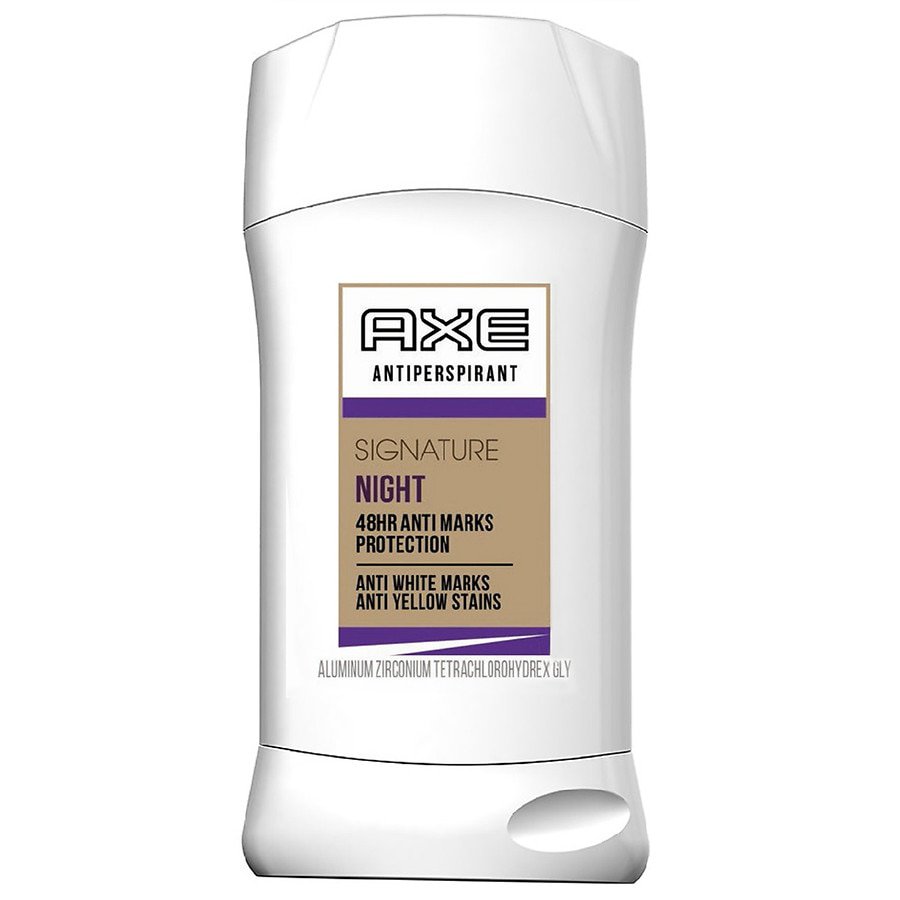 AXE
ANTIPERSPIRANT
SIGNATURE
NIGHT
48HR ANTI MARKS
PROTECTION
ANTI WHITE MARKS
ANTI YELLOW STAINS
ALUMINUM ZIRCONIUM TETRACHLOROHYDREX GLY